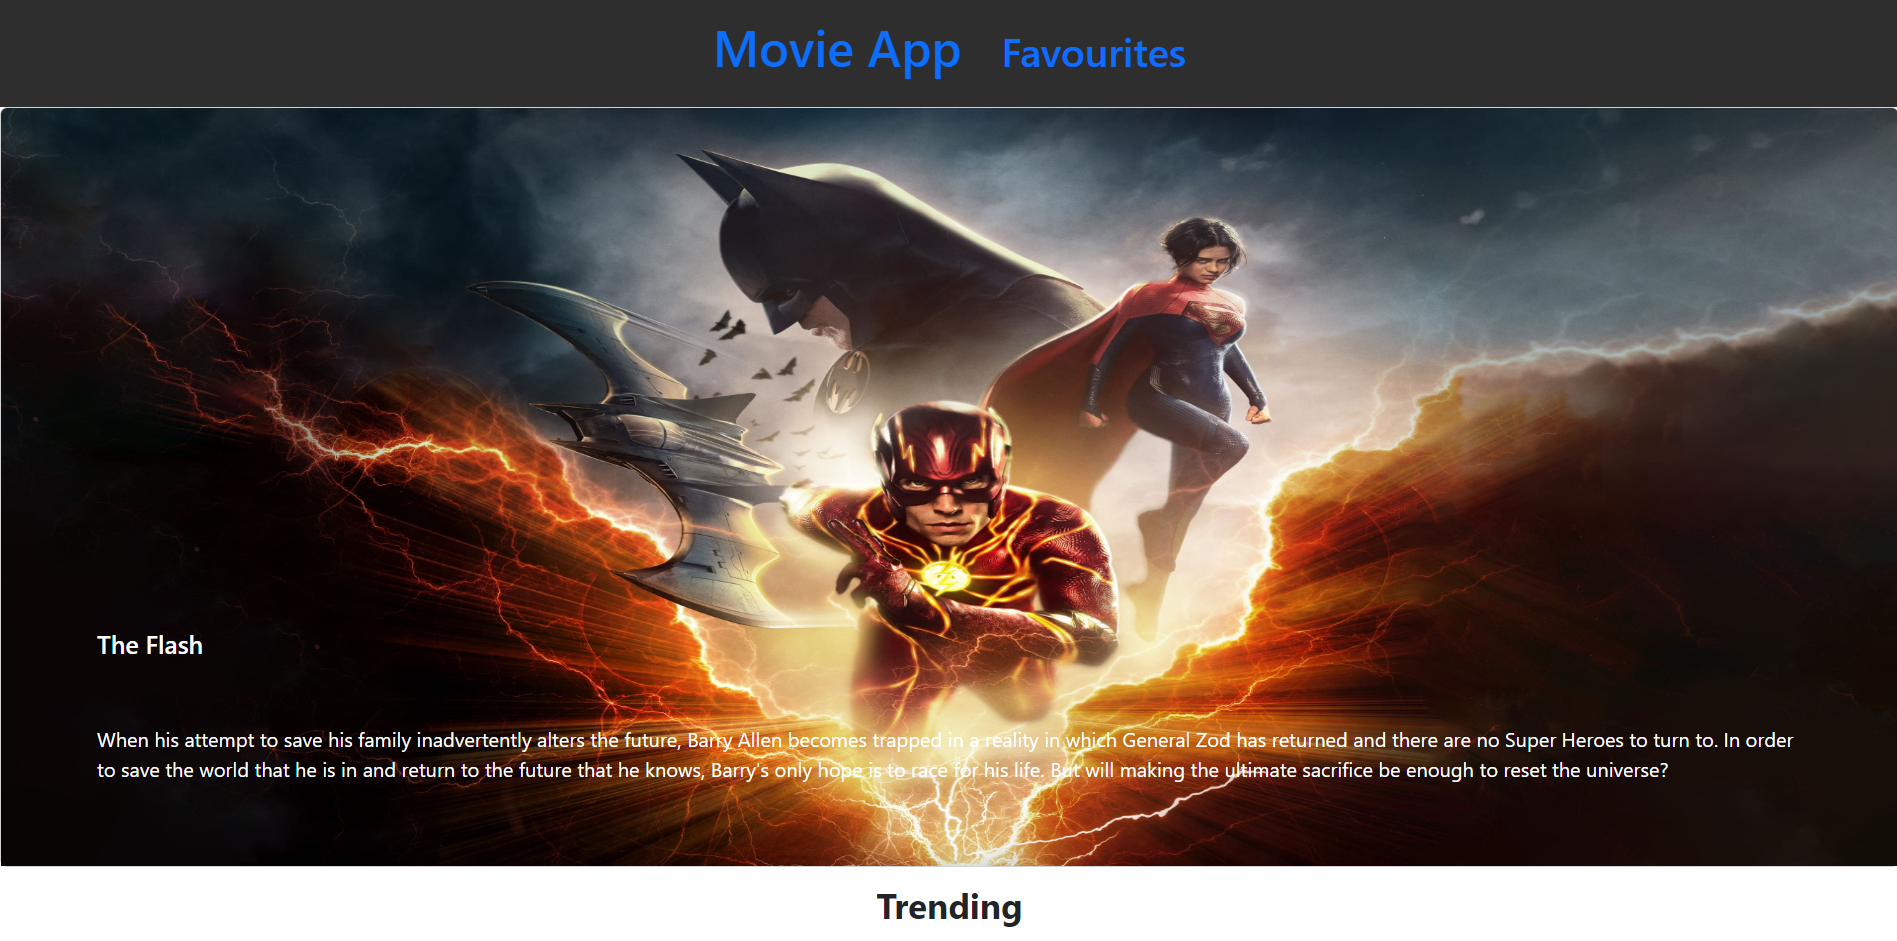 Movie App Favourites
The Flash
When his attempt to save his family inadvertently alters the future, Barry Allen becomes trapped in a reality in which General Zod has returned and there are no Super Heroes to turn to. In order
to save the world that he is in and return to the future that he knows, Barry's only hope is to race for his life. But will making the ultimate sacrifice be enough to reset the universe?
Trending